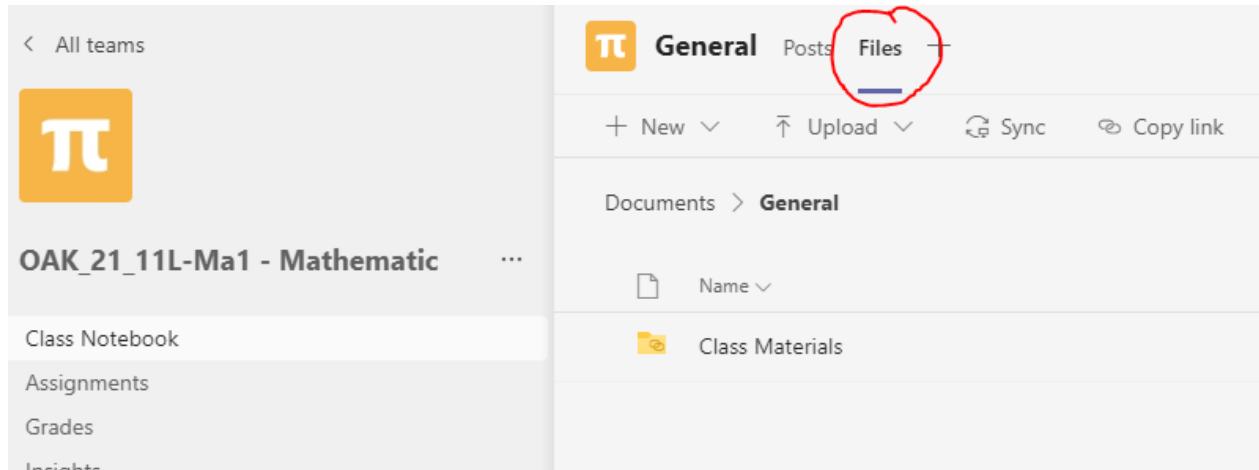 All teams
π
OAK_21_11L-Ma1 - Mathematic ...
Class Notebook
Assignments
Grades
Insights
π General Posts Files +
+ New Upload Sync Copy link
Documents > General
Name
Class Materials